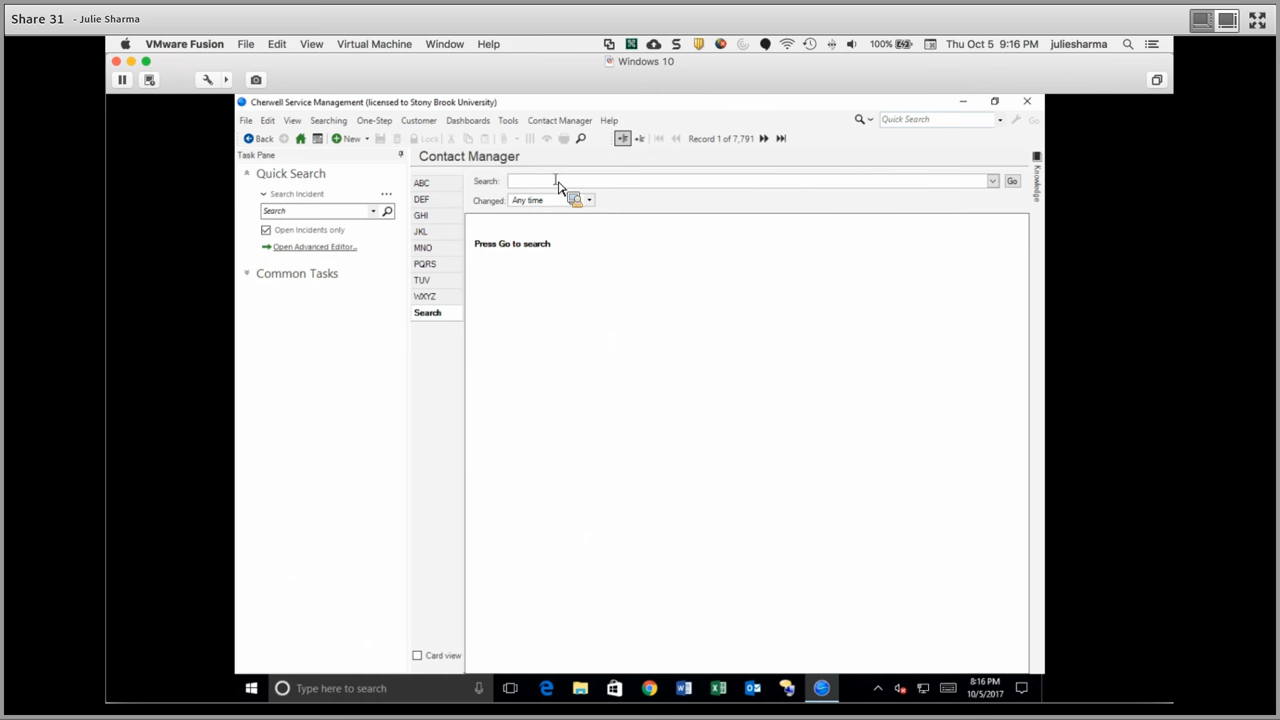 Share 31 - Julie Sharma
VMware Fusion File Edit View Virtual Machine Window Help 100% Thu Oct 5 9:16 PM juliesharma
Windows 10
Cherwell Service Management (licensed to Stony Brook University)
File Edit View Searching One-Step Customer Dashboards Tools Contact Manager Help Quick Search Go
Back New Lock Record 1 of 7,791
Task Pane
Contact Manager
Quick Search
Search Incident
Search
Open Incidents only
Open Advanced Editor...
Common Tasks
ABC
DEF
GHI
JKL
MNO
PQRS
TUV
WXYZ
Search
Search: Go
Changed: Any time
Press Go to search
Knowledge
Card view
Type here to search
8:16 PM
10/5/2017